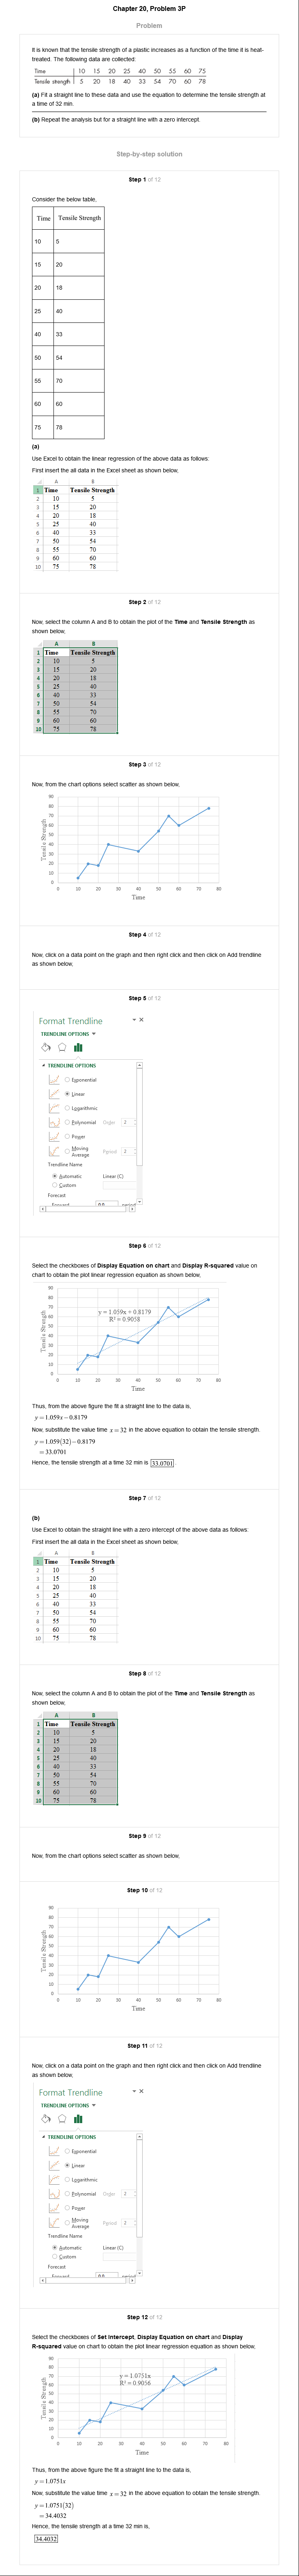 Chapter 20, Problem 3P
Problem
It is known that the tensile strength of a plastic increases as a function of the time it is heat-
treated. The following data are collected:
Time 10 15 20 25 40 50 55 60 75
Tensile strength 5 20 18 40 33 54 70 60 78
(a) Fit a straight line to these data and use the equation to determine the tensile strength at
a time of 32 min.
(b) Repeat the analysis but for a straight line with a zero intercept.
Step-by-step solution
Step 1 of 12
Consider the below table,
Time Tensile Strength
10 5
15 20
20 18
25 40
40 33
50 54
55 70
60 60
75 78
(a)
Use Excel to obtain the linear regression of the above data as follows:
First insert the all data in the Excel sheet as shown below,
A B
1 Time Tensile Strength
2 10 5
3 15 20
4 20 18
5 25 40
6 40 33
7 50 54
8 55 70
9 60 60
10 75 78
Step 2 of 12
Now, select the column A and B to obtain the plot of the Time and Tensile Strength as
shown below,
A B
1 Time Tensile Strength
2 10 5
3 15 20
4 20 18
5 25 40
6 40 33
7 50 54
8 55 70
9 60 60
10 75 78
Step 3 of 12
Now, from the chart options select scatter as shown below,
90
80
70
60
50
40
30
20
10
0
Tensile Strength
0 10 20 30 40 50 60 70 80
Time
Step 4 of 12
Now, click on a data point on the graph and then right click and then click on Add trendline
as shown below,
Step 5 of 12
Format Trendline
TRENDLINE OPTIONS
TRENDLINE OPTIONS
Exponential
Linear
Logarithmic
Polynomial Order 2
Power
Moving
Average Period 2
Trendline Name
Automatic Linear (C)
Custom
Forecast
Forward 0.0 period
Step 6 of 12
Select the checkboxes of Display Equation on chart and Display R-squared value on
chart to obtain the plot linear regression equation as shown below,
90
80
70
60
50
40
30
20
10
0
Tensile Strength
y = 1.059x + 0.8179
R² = 0.9058
0 10 20 30 40 50 60 70 80
Time
Thus, from the above figure the fit a straight line to the data is,
y = 1.059x – 0.8179
Now, substitute the value time x = 32 in the above equation to obtain the tensile strength.
y = 1.059(32) – 0.8179
= 33.0701
Hence, the tensile strength at a time 32 min is 33.0701.
Step 7 of 12
(b)
Use Excel to obtain the straight line with a zero intercept of the above data as follows:
First insert the all data in the Excel sheet as shown below,
A B
1 Time Tensile Strength
2 10 5
3 15 20
4 20 18
5 25 40
6 40 33
7 50 54
8 55 70
9 60 60
10 75 78
Step 8 of 12
Now, select the column A and B to obtain the plot of the Time and Tensile Strength as
shown below,
A B
1 Time Tensile Strength
2 10 5
3 15 20
4 20 18
5 25 40
6 40 33
7 50 54
8 55 70
9 60 60
10 75 78
Step 9 of 12
Now, from the chart options select scatter as shown below,
Step 10 of 12
90
80
70
60
50
40
30
20
10
0
Tensile Strength
0 10 20 30 40 50 60 70 80
Time
Step 11 of 12
Now, click on a data point on the graph and then right click and then click on Add trendline
as shown below,
Format Trendline
TRENDLINE OPTIONS
TRENDLINE OPTIONS
Exponential
Linear
Logarithmic
Polynomial Order 2
Power
Moving
Average Period 2
Trendline Name
Automatic Linear (C)
Custom
Forecast
Forward 0.0 period
Step 12 of 12
Select the checkboxes of Set Intercept, Display Equation on chart and Display
R-squared value on chart to obtain the plot linear regression equation as shown below,
90
80
70
60
50
40
30
20
10
0
Tensile Strength
y = 1.0751x
R² = 0.9056
0 10 20 30 40 50 60 70 80
Time
Thus, from the above figure the fit a straight line to the data is,
y = 1.0751x
Now, substitute the value time x = 32 in the above equation to obtain the tensile strength.
y = 1.0751(32)
= 34.4032
Hence, the tensile strength at a time 32 min is,
34.4032